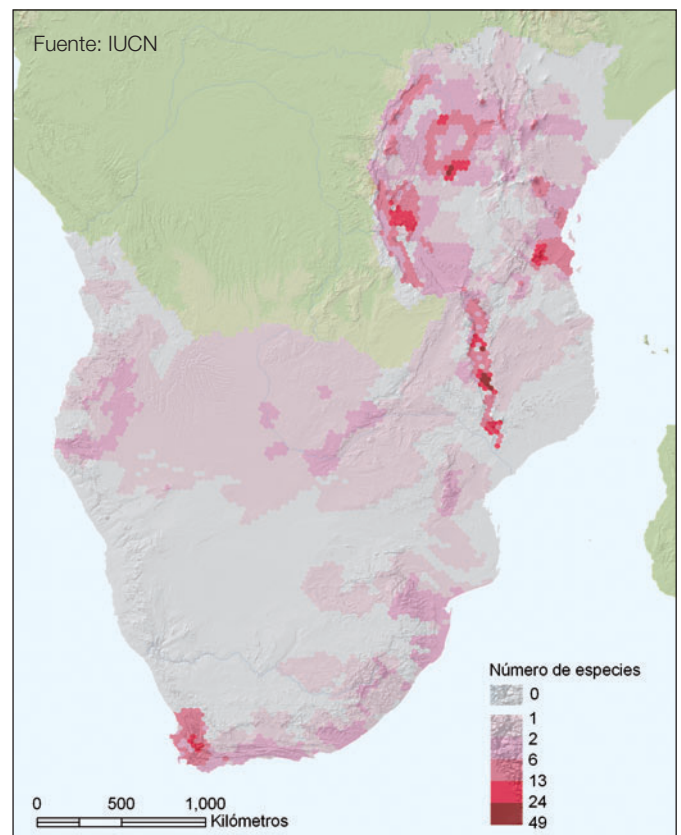 Fuente: IUCN
Número de especies
0
1
2
6
13
24
49
0 500 1,000
Kilómetros